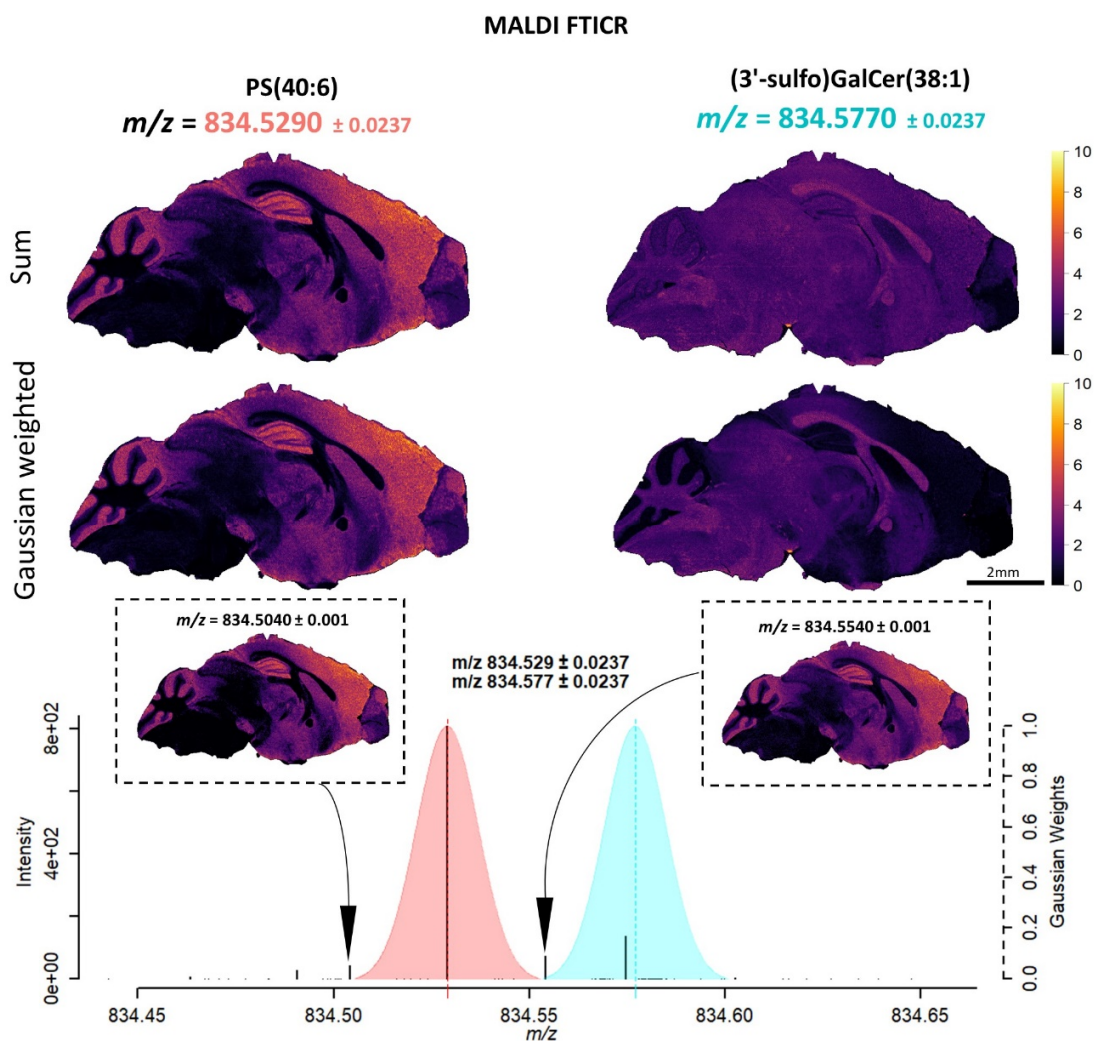 MALDI FTICR
PS(40:6)
m/z = 834.5290 ± 0.0237
(3'-sulfo)GalCer(38:1)
m/z = 834.5770 ± 0.0237
Sum
10
8
6
4
2
0
Gaussian weighted
10
8
6
4
2
0
2mm
m/z = 834.5040 ± 0.001
m/z 834.529 ± 0.0237
m/z 834.577 ± 0.0237
m/z = 834.5540 ± 0.001
Intensity
8e+02
4e+02
0e+00
1.0
0.8
0.6
0.4
0.2
0.0
Gaussian Weights
834.45
834.50
834.55
834.60
834.65
m/z